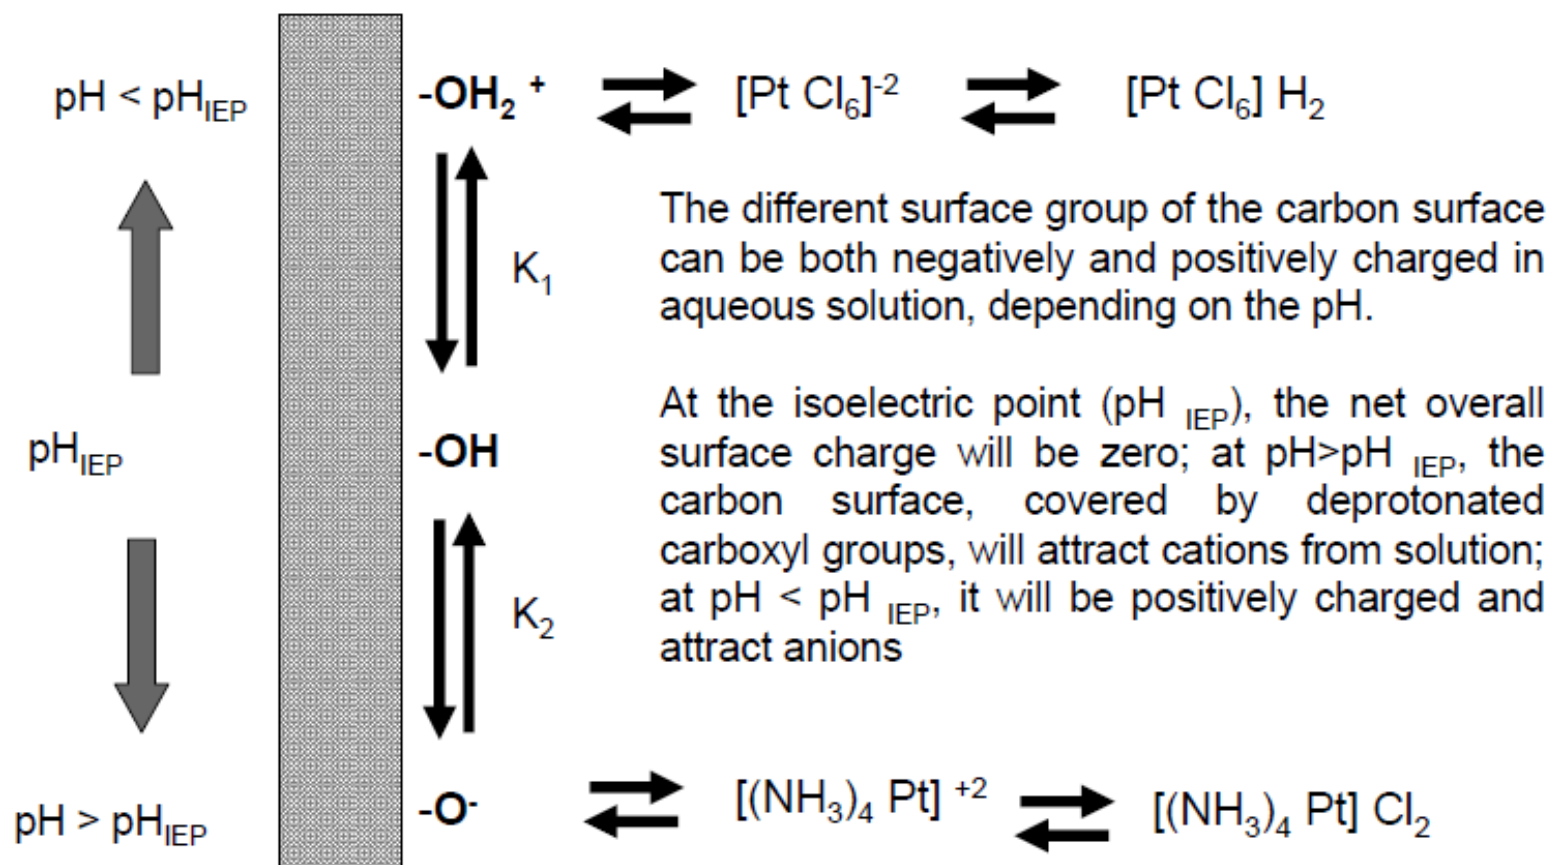 pH < pH_IEP
-OH₂ ⁺
[Pt Cl₆]⁻²
[Pt Cl₆] H₂
The different surface group of the carbon surface
can be both negatively and positively charged in
aqueous solution, depending on the pH.
K₁
At the isoelectric point (pH _IEP), the net overall
surface charge will be zero; at pH>pH _IEP, the
carbon surface, covered by deprotonated
carboxyl groups, will attract cations from solution;
at pH < pH _IEP, it will be positively charged and
attract anions
pH_IEP
-OH
K₂
pH > pH_IEP
-O⁻
[(NH₃)₄ Pt] ⁺²
[(NH₃)₄ Pt] Cl₂